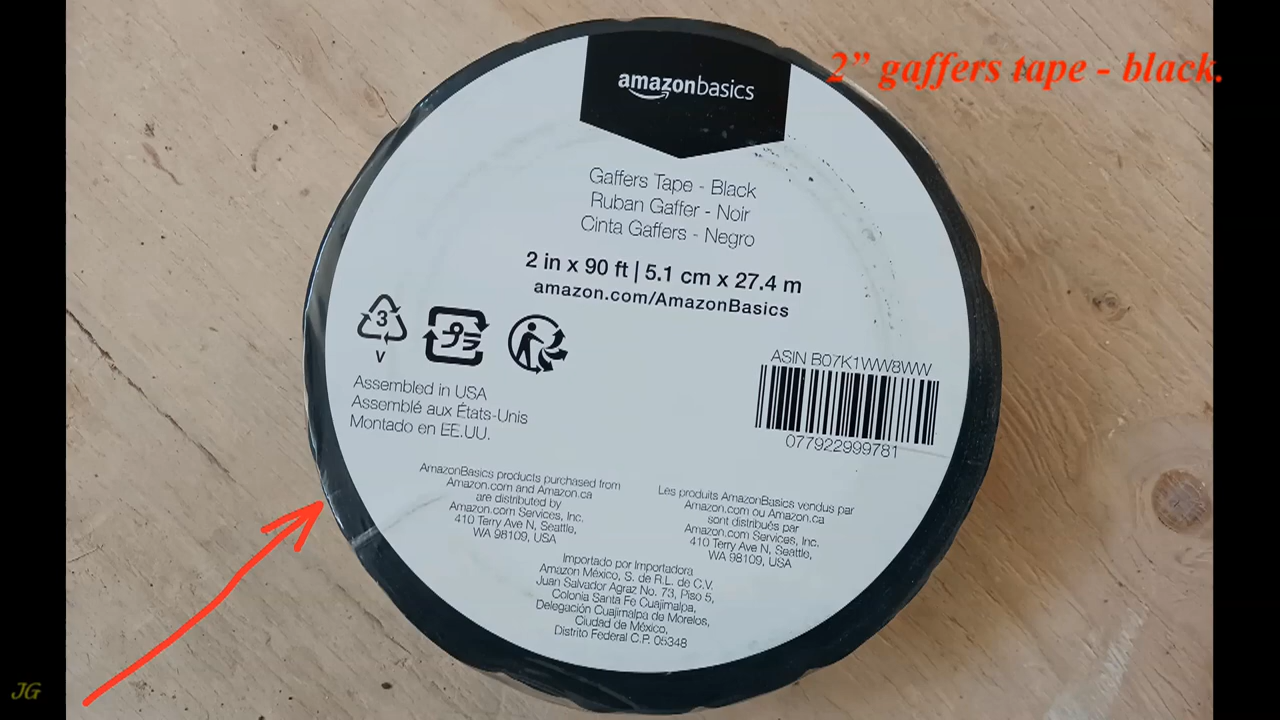 2” gaffers tape - black.
amazonbasics
Gaffers Tape - Black
Ruban Gaffer - Noir
Cinta Gaffers - Negro
2 in x 90 ft | 5.1 cm x 27.4 m
amazon.com/AmazonBasics
3
V
Assembled in USA
Assemblé aux États-Unis
Montado en EE.UU.
ASIN B07K1WW8WW
077922999781
AmazonBasics products purchased from
Amazon.com and Amazon.ca
are distributed by
Amazon.com Services, Inc.
410 Terry Ave N, Seattle,
WA 98109, USA
Les produits AmazonBasics vendus par
Amazon.com ou Amazon.ca
sont distribués par
Amazon.com Services, Inc.
410 Terry Ave N, Seattle,
WA 98109, USA
Importado por Importadora
Amazon México, S. de R.L. de C.V.
Juan Salvador Agraz No. 73, Piso 5,
Colonia Santa Fe Cuajimalpa,
Delegación Cuajimalpa de Morelos,
Ciudad de México,
Distrito Federal C.P. 05348
JG